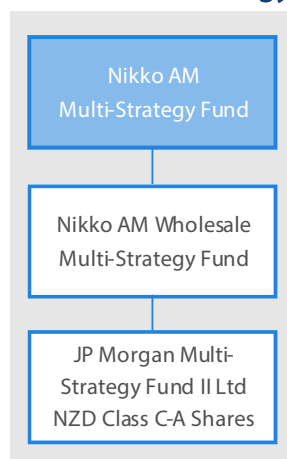 Nikko AM
Multi-Strategy Fund
Nikko AM Wholesale
Multi-Strategy Fund
JP Morgan Multi-
Strategy Fund II Ltd
NZD Class C-A Shares